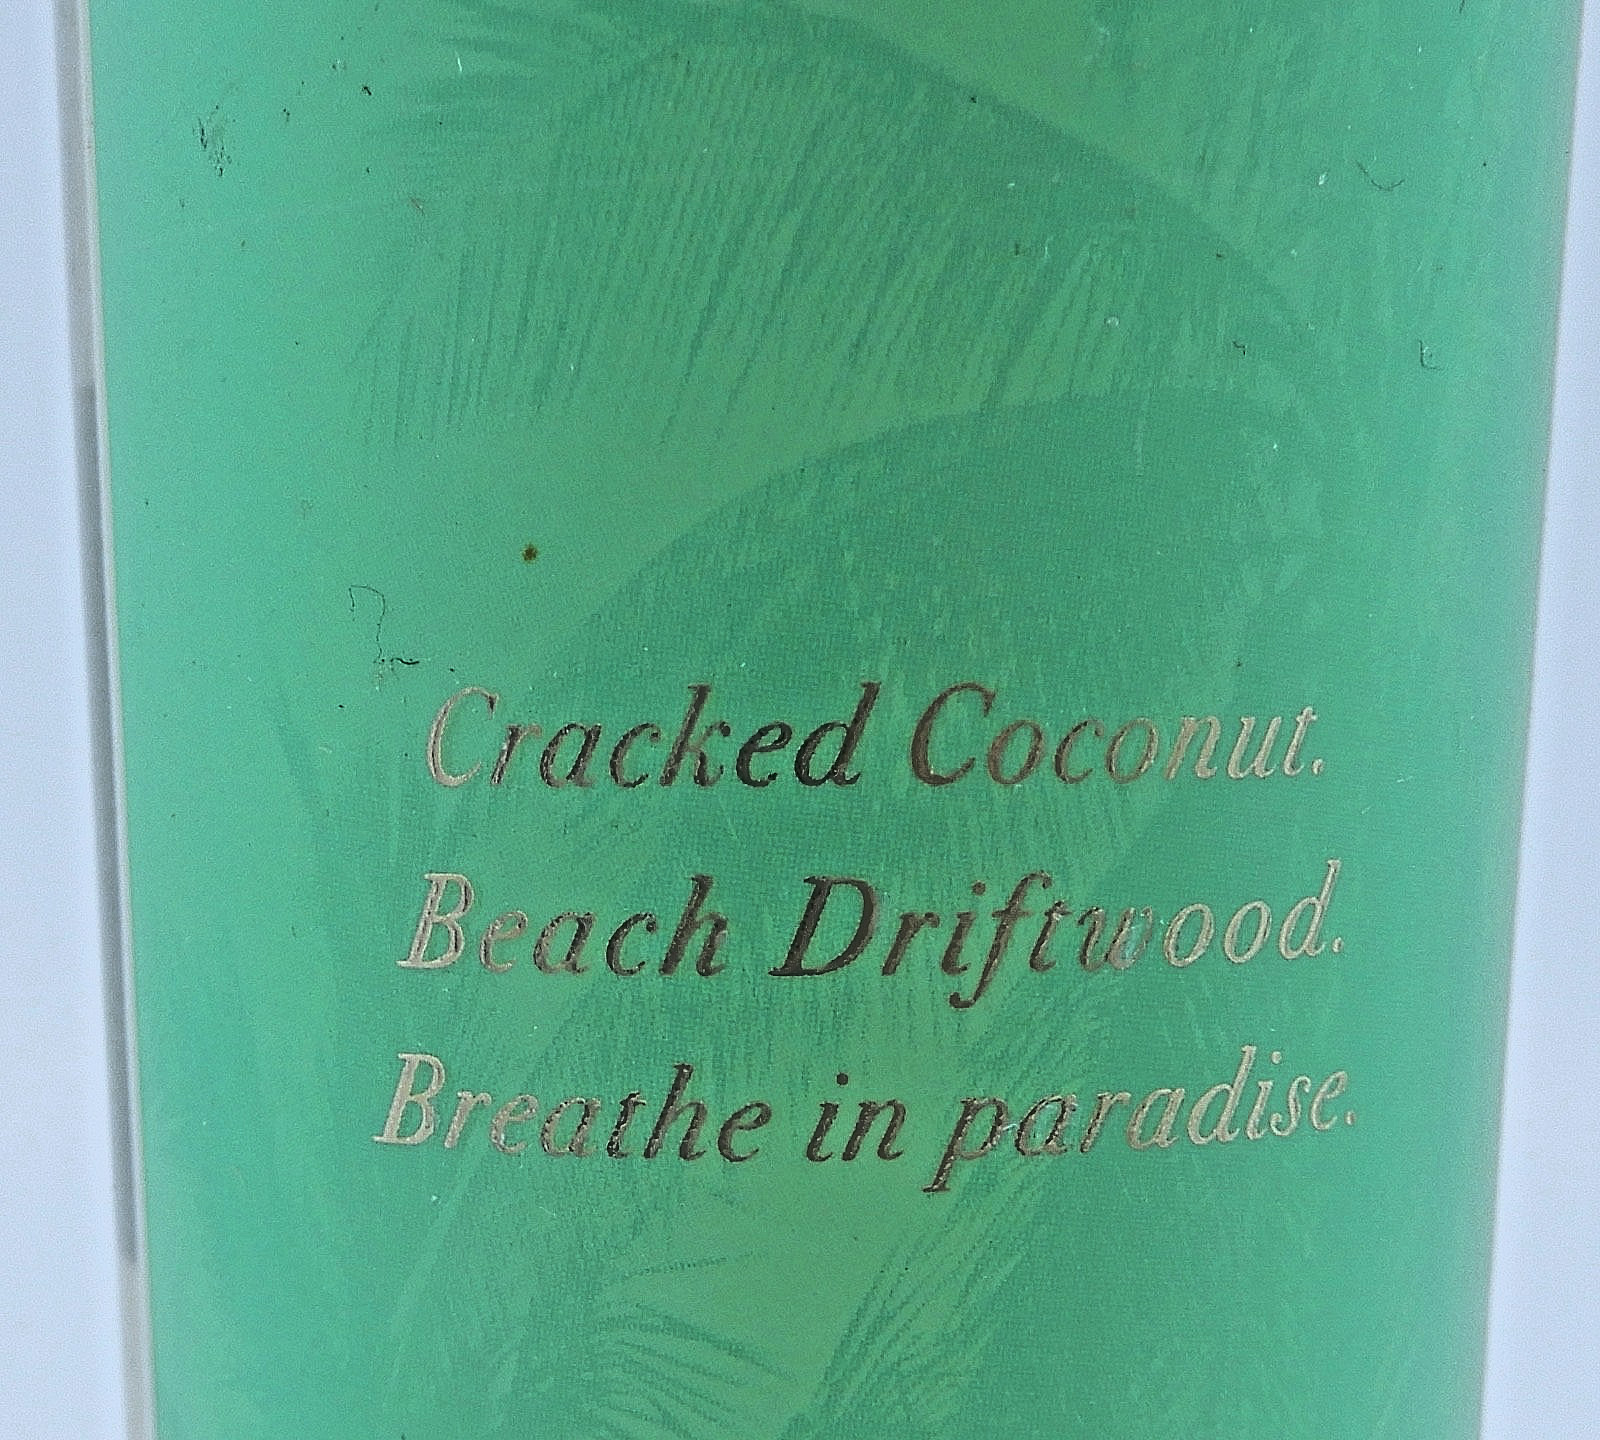 Cracked Coconut.
Beach Driftwood.
Breathe in paradise.